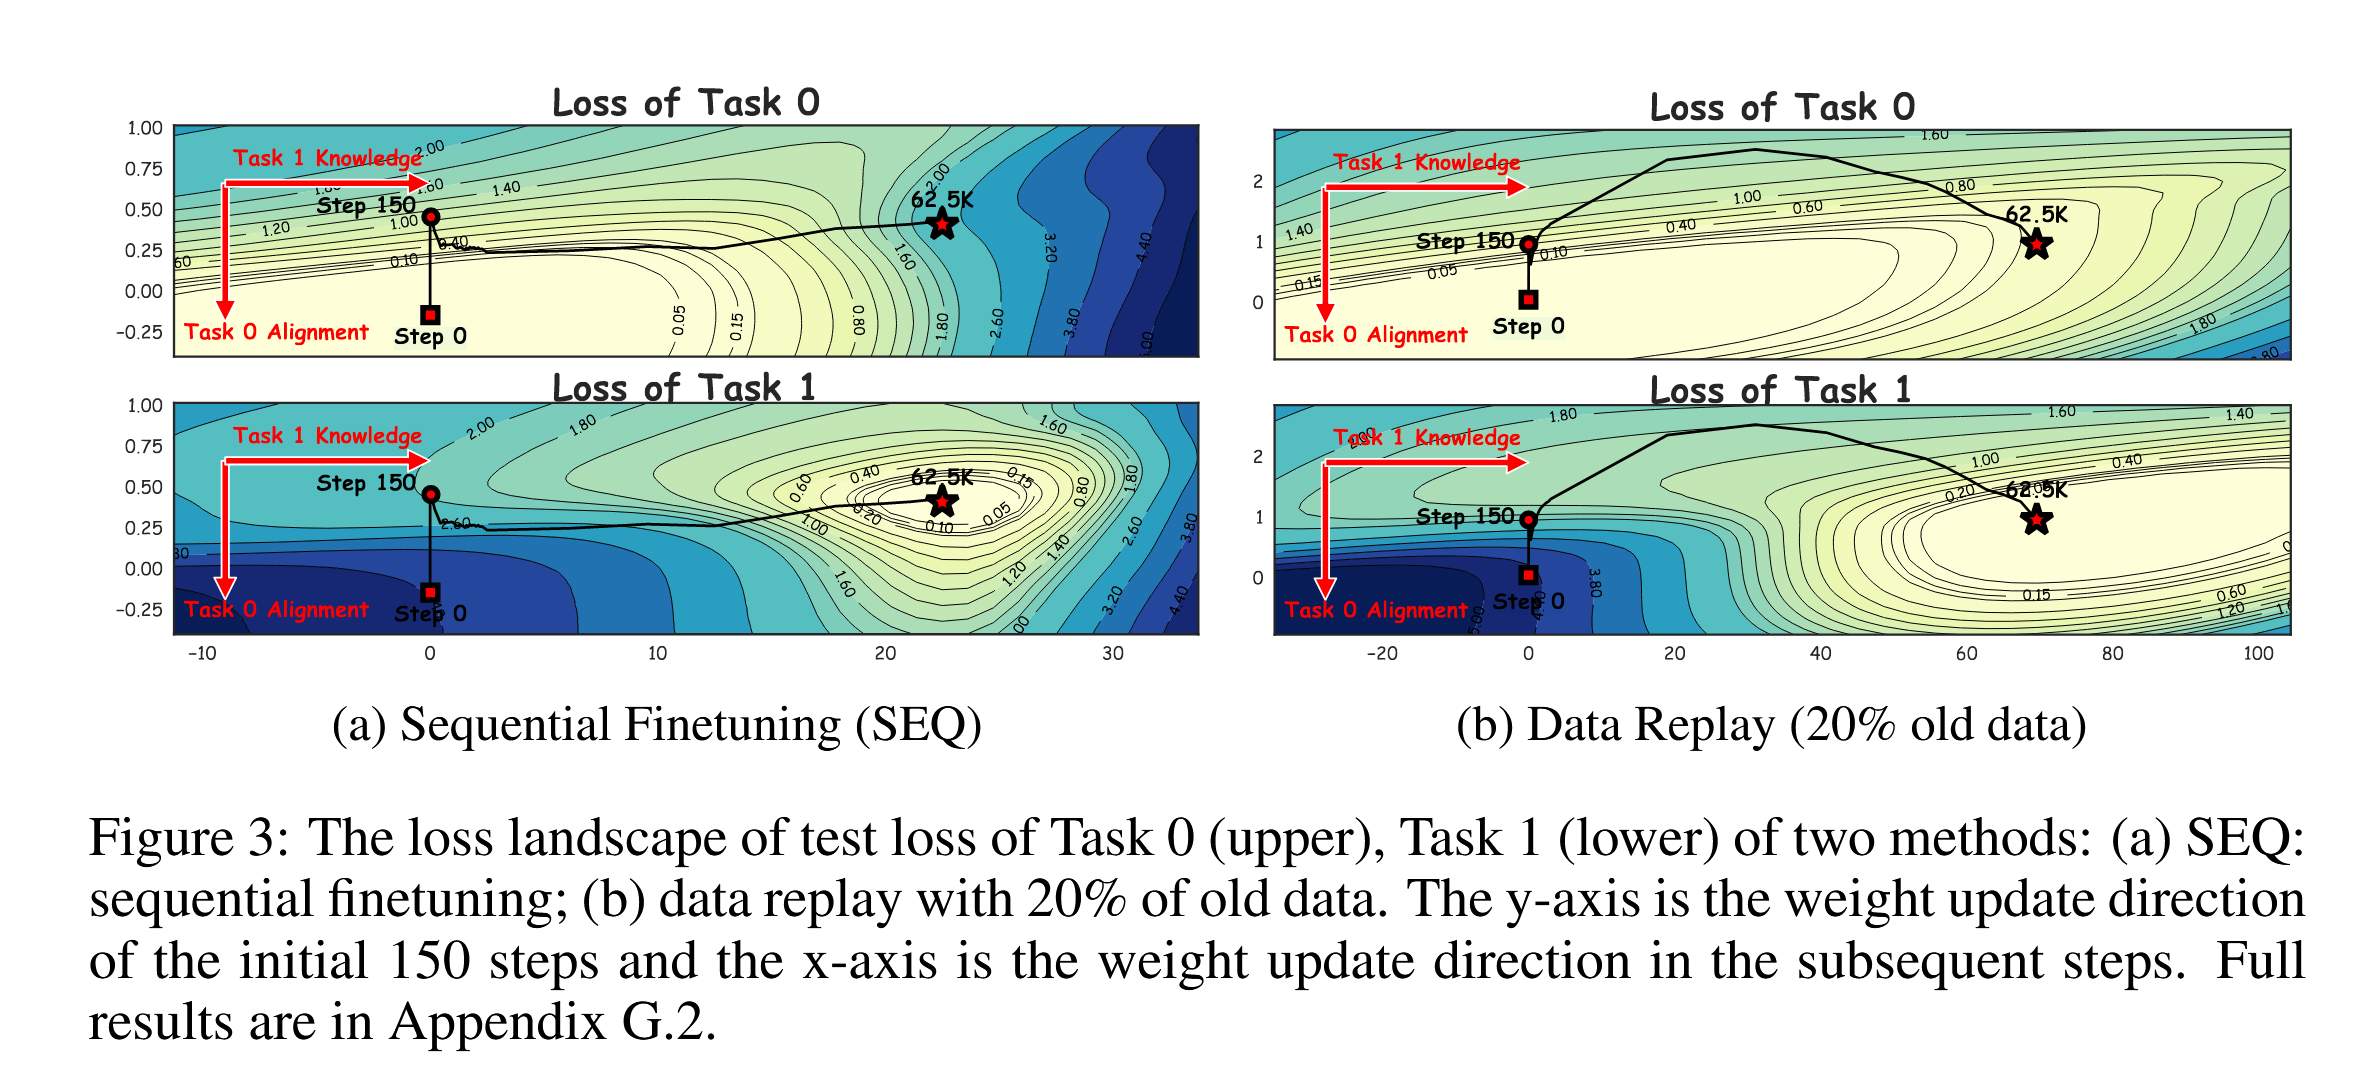 Loss of Task 0
1.00
0.75
0.50
0.25
0.00
−0.25
Task 1 Knowledge
Step 150
62.5K
Task 0 Alignment
Step 0
2.00
1.60
1.40
1.20
1.00
0.40
0.10
60
2.00
1.60
0.05
0.15
0.80
1.80
2.60
3.20
3.80
4.40
Loss of Task 1
1.00
0.75
0.50
0.25
0.00
−0.25
Task 1 Knowledge
Step 150
62.5K
Task 0 Alignment
Step 0
2.00
1.80
1.60
0.60
0.40
0.15
0.80
1.80
2.60
0.20
0.10
0.05
1.00
1.40
2.60
3.80
80
1.60
1.20
3.20
4.40
00
−10 0 10 20 30
Loss of Task 0
2
1
0
Task 1 Knowledge
Step 150
62.5K
Task 0 Alignment
Step 0
1.60
1.40
1.00
0.80
0.60
0.40
0.10
0.05
0.15
1.80
80
Loss of Task 1
2
1
0
Task 1 Knowledge
Step 150
62.5K
Task 0 Alignment
Step 0
1.80
1.60
1.40
1.00
0.40
0.20
3.80
4.40
5.00
0.15
0.60
1.20
−20 0 20 40 60 80 100
(a) Sequential Finetuning (SEQ)
(b) Data Replay (20% old data)
Figure 3: The loss landscape of test loss of Task 0 (upper), Task 1 (lower) of two methods: (a) SEQ:
sequential finetuning; (b) data replay with 20% of old data. The y-axis is the weight update direction
of the initial 150 steps and the x-axis is the weight update direction in the subsequent steps. Full
results are in Appendix G.2.